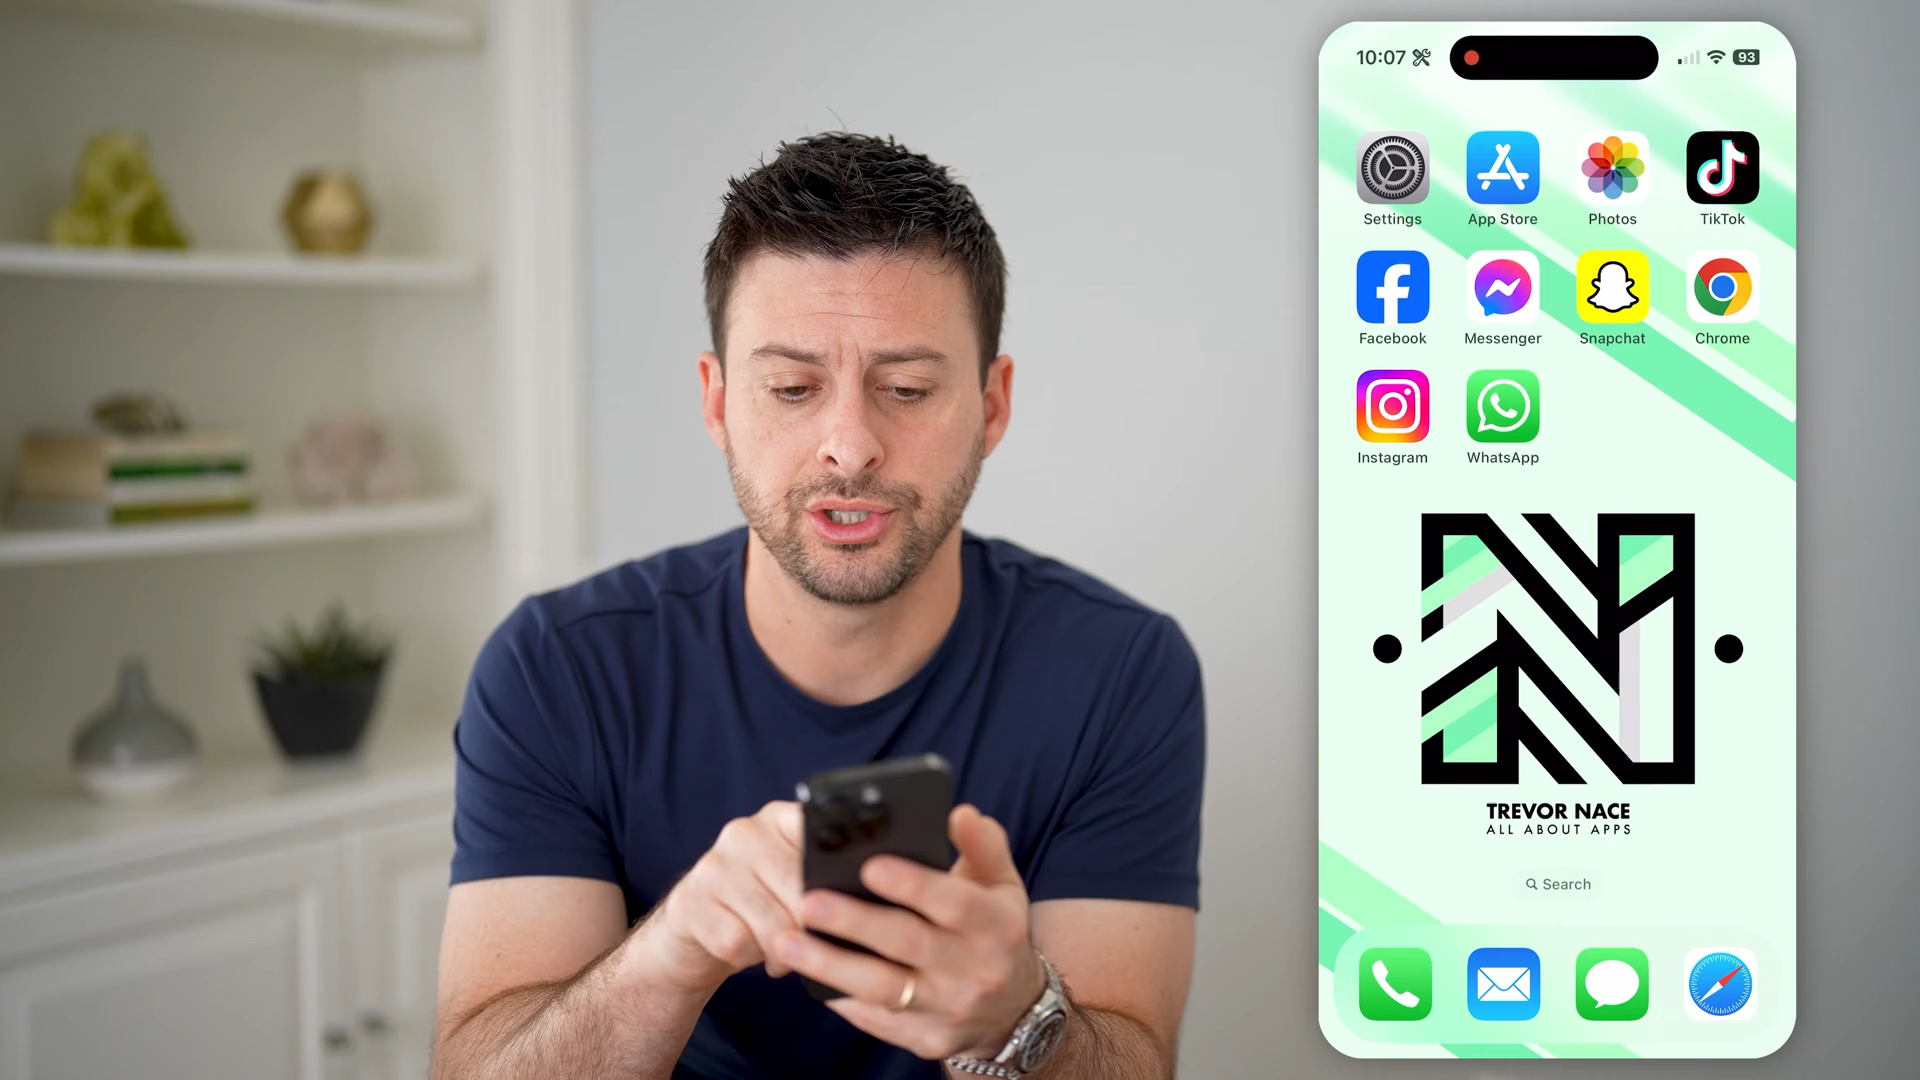 10:07
93
Settings
App Store
Photos
TikTok
Facebook
Messenger
Snapchat
Chrome
Instagram
WhatsApp
TREVOR NACE
ALL ABOUT APPS
Search